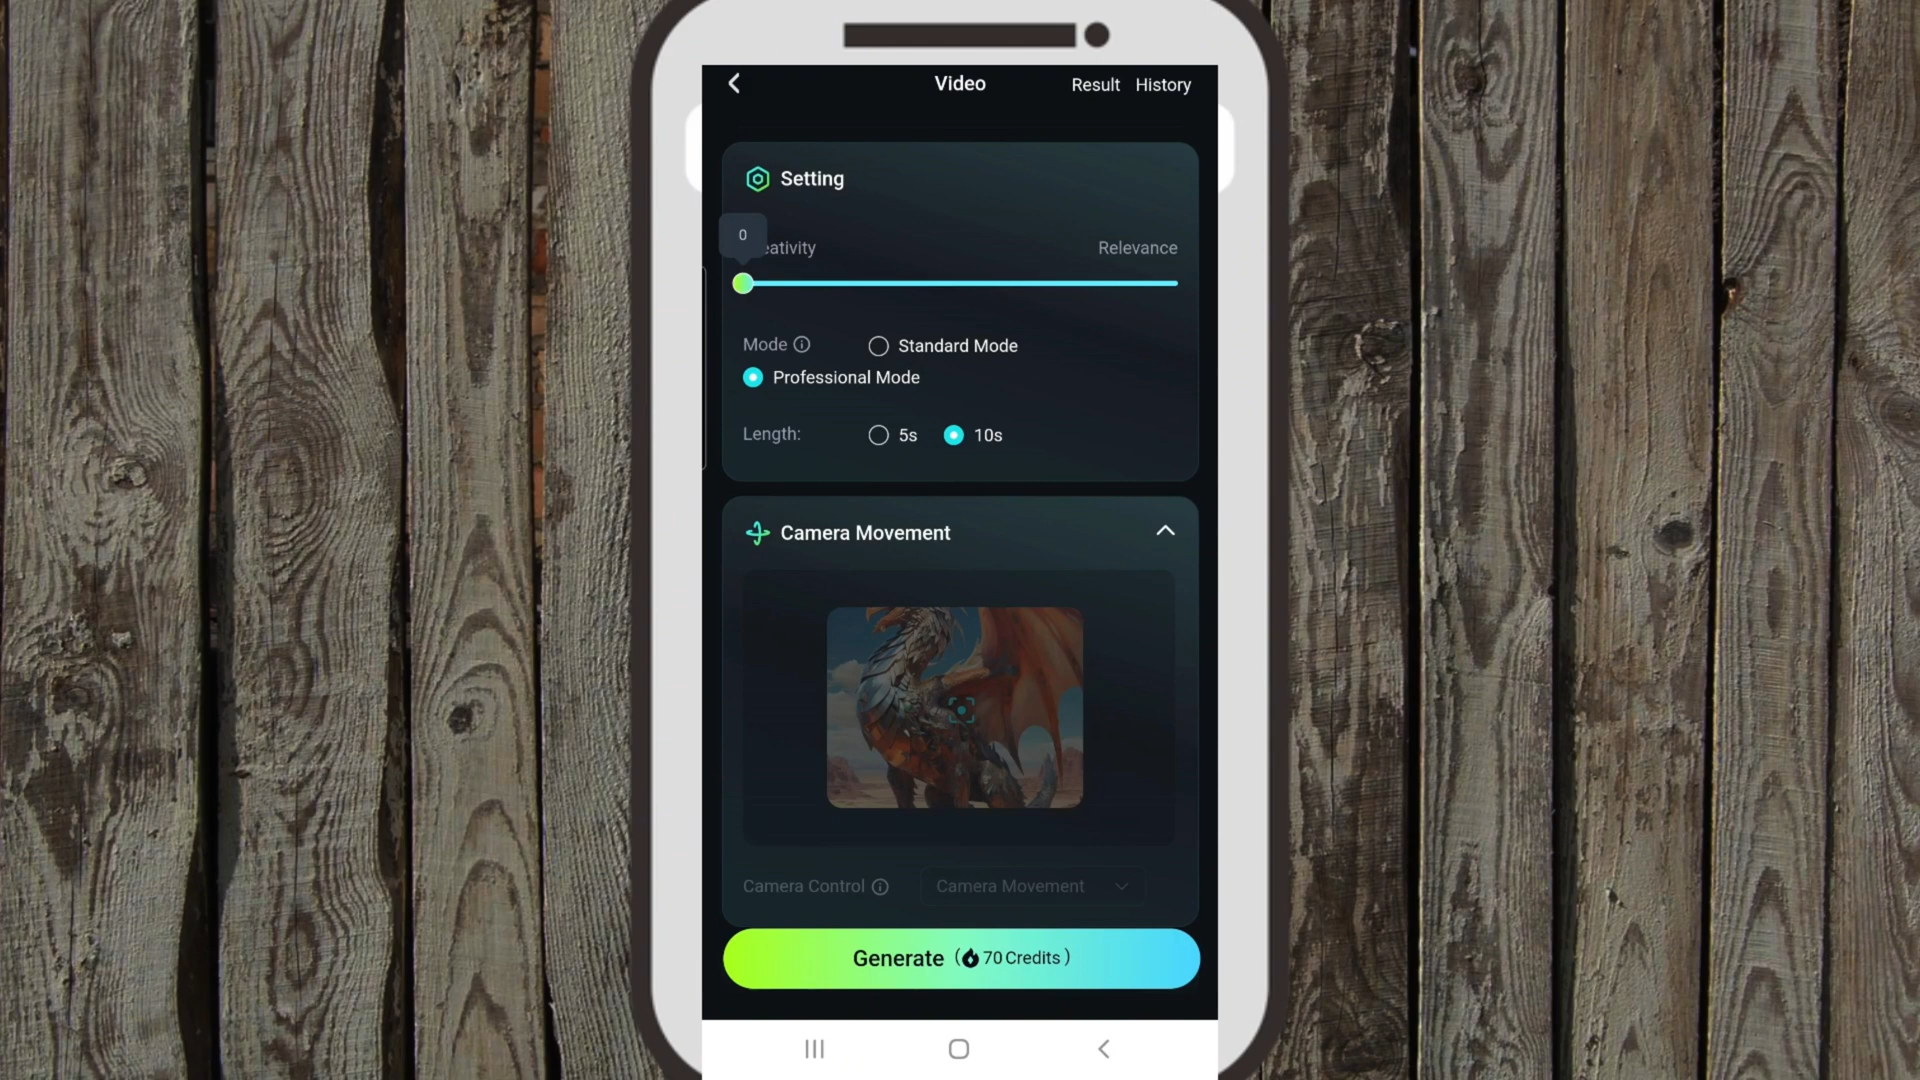 Video Result History
Setting
0
eativity Relevance
Mode Standard Mode
Professional Mode
Length: 5s 10s
Camera Movement
Camera Control Camera Movement
Generate ( 70 Credits )